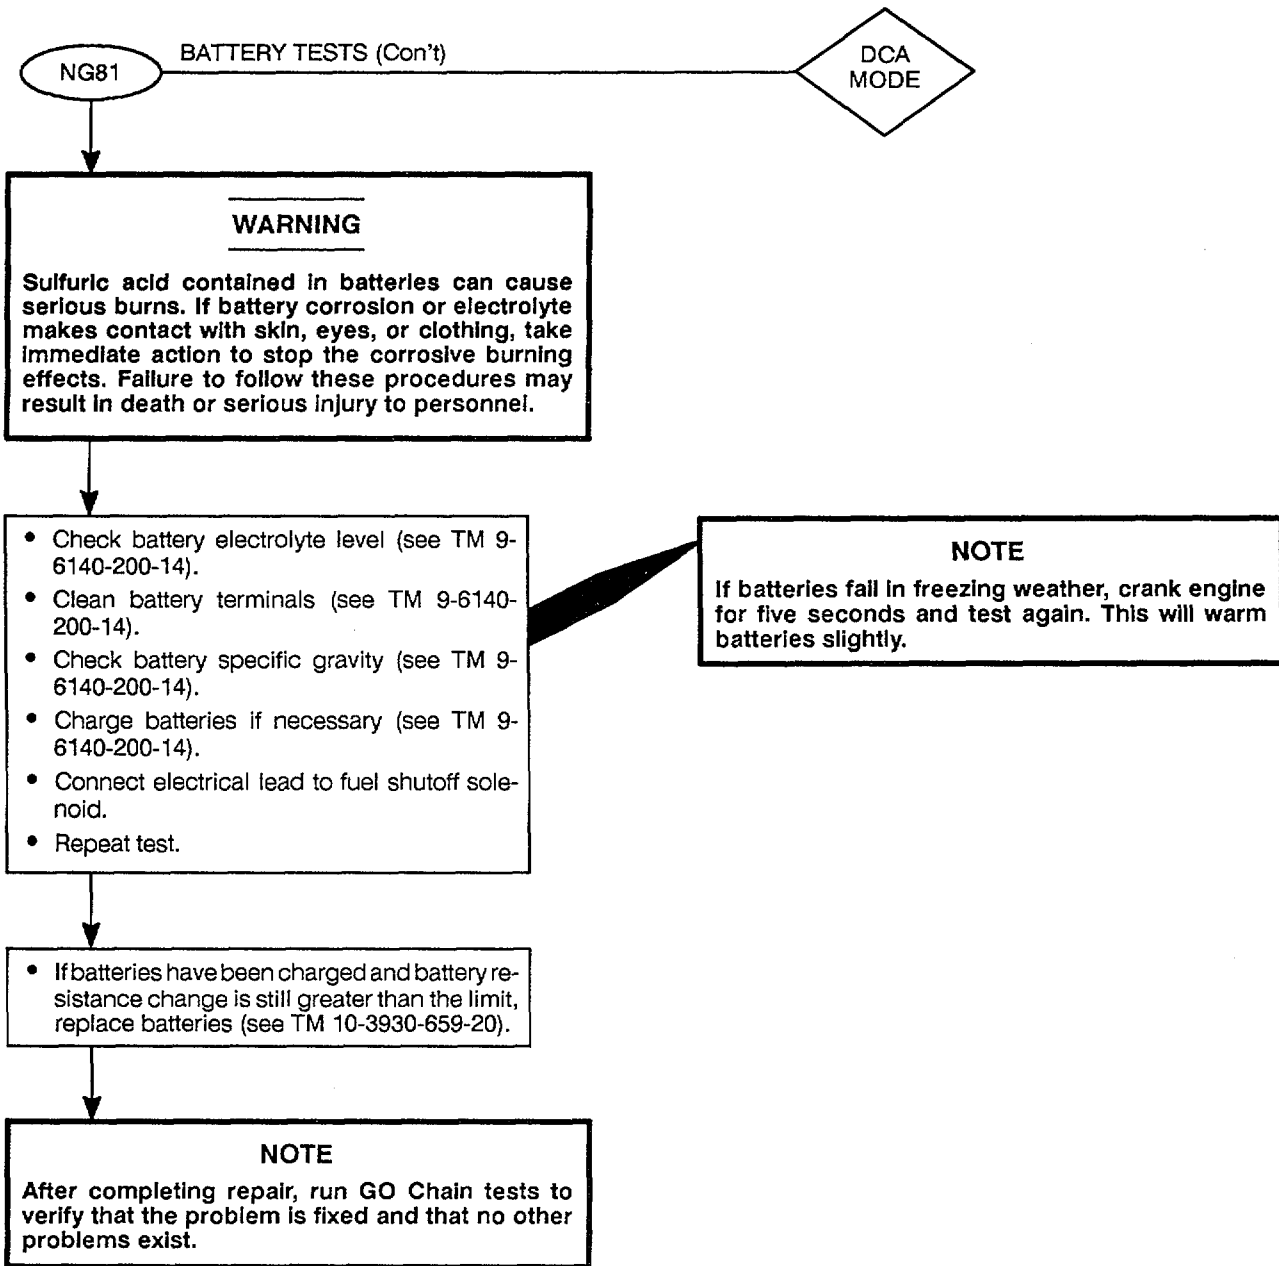 NG81
BATTERY TESTS (Con't)
DCA
MODE
WARNING
Sulfuric acid contained in batteries can cause
serious burns. If battery corrosion or electrolyte
makes contact with skin, eyes, or clothing, take
immediate action to stop the corrosive burning
effects. Failure to follow these procedures may
result in death or serious injury to personnel.
• Check battery electrolyte level (see TM 9-
6140-200-14).
• Clean battery terminals (see TM 9-6140-
200-14).
• Check battery specific gravity (see TM 9-
6140-200-14).
• Charge batteries if necessary (see TM 9-
6140-200-14).
• Connect electrical lead to fuel shutoff sole-
noid.
• Repeat test.
NOTE
If batteries fail in freezing weather, crank engine
for five seconds and test again. This will warm
batteries slightly.
• If batteries have been charged and battery re-
sistance change is still greater than the limit,
replace batteries (see TM 10-3930-659-20).
NOTE
After completing repair, run GO Chain tests to
verify that the problem is fixed and that no other
problems exist.